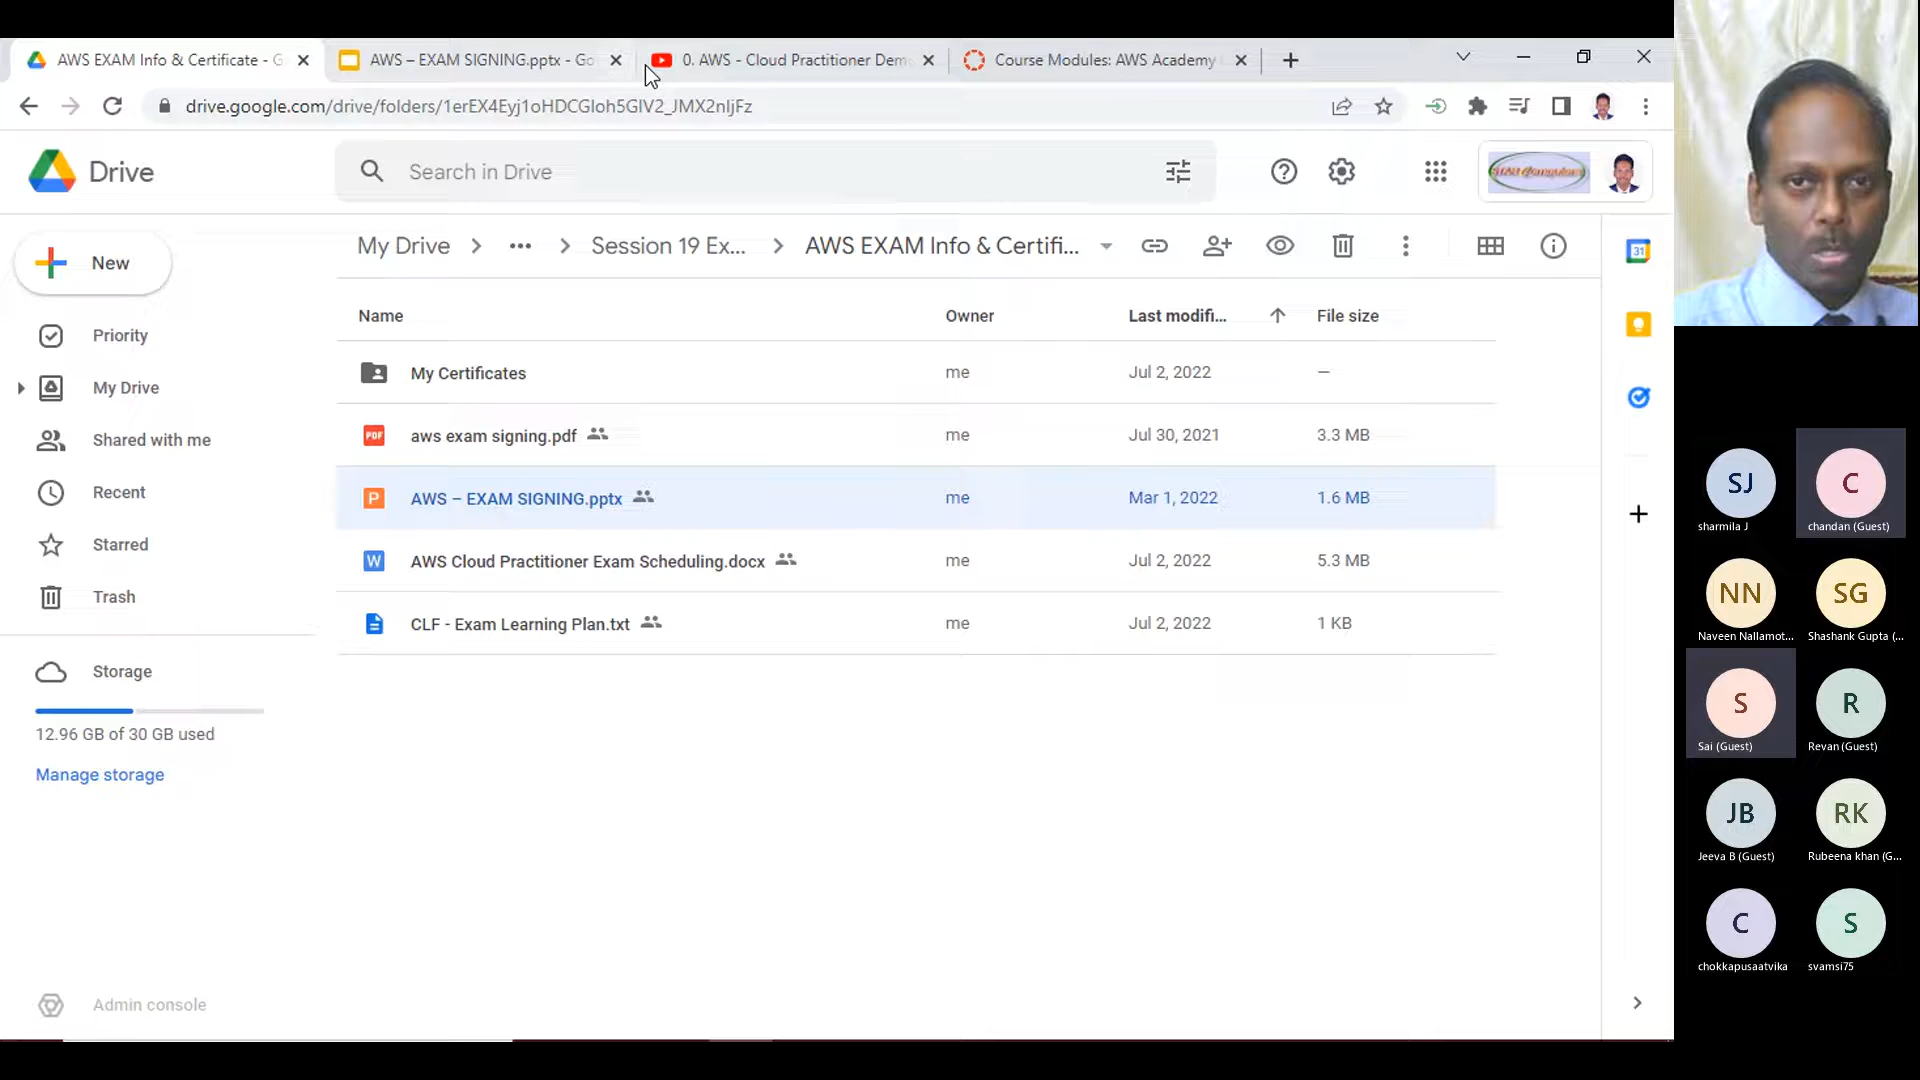 AWS EXAM Info & Certificate - G
AWS – EXAM SIGNING.pptx - Go
0. AWS - Cloud Practitioner Dem
Course Modules: AWS Academy
drive.google.com/drive/folders/1erEX4Eyj1oHDCGloh5GlV2_JMX2nIjFz
Drive
Search in Drive
New
Priority
My Drive
Shared with me
Recent
Starred
Trash
Storage
12.96 GB of 30 GB used
Manage storage
Admin console
My Drive > ... > Session 19 Ex... > AWS EXAM Info & Certifi...
Name Owner Last modifi... File size
My Certificates me Jul 2, 2022 —
PDF aws exam signing.pdf me Jul 30, 2021 3.3 MB
P AWS – EXAM SIGNING.pptx me Mar 1, 2022 1.6 MB
W AWS Cloud Practitioner Exam Scheduling.docx me Jul 2, 2022 5.3 MB
CLF - Exam Learning Plan.txt me Jul 2, 2022 1 KB
31
SJ C
sharmila J chandan (Guest)
NN SG
Naveen Nallamot... Shashank Gupta (...
S R
Sai (Guest) Revan (Guest)
JB RK
Jeeva B (Guest) Rubeena khan (G...
C S
chokkapusaatvika svamsi75